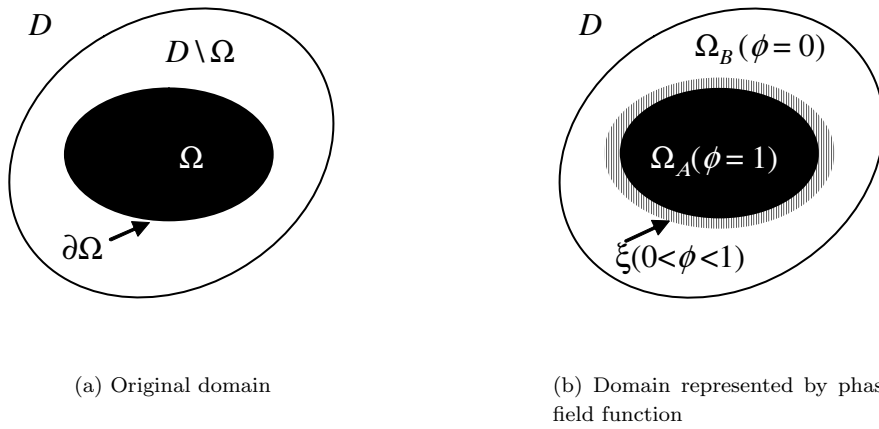 D
D \ Ω
Ω
∂Ω
(a) Original domain
D
Ω_B (ϕ = 0)
Ω_A (ϕ = 1)
ξ(0<ϕ<1)
(b) Domain represented by phas
field function